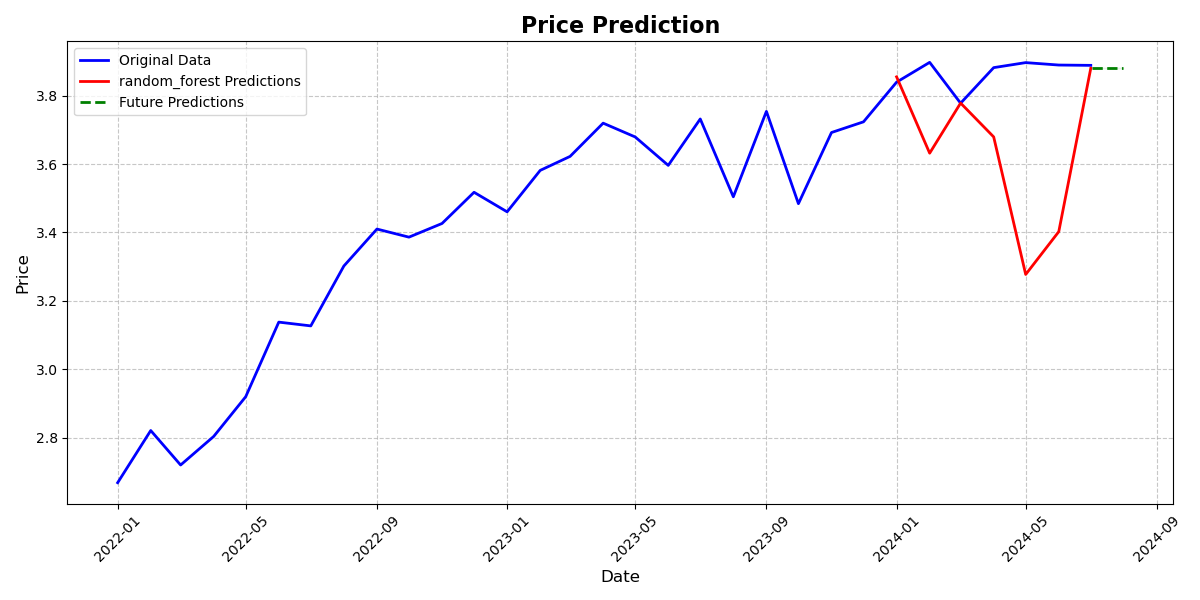 Price Prediction
Original Data
random_forest Predictions
Future Predictions
Price
3.8
3.6
3.4
3.2
3.0
2.8
2022-01
2022-05
2022-09
2023-01
2023-05
2023-09
2024-01
2024-05
2024-09
Date